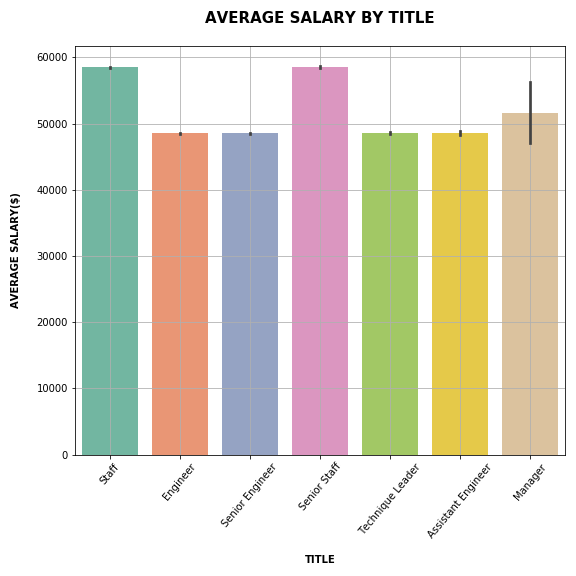 AVERAGE SALARY BY TITLE
AVERAGE SALARY($)
60000
50000
40000
30000
20000
10000
0
Staff
Engineer
Senior Engineer
Senior Staff
Technique Leader
Assistant Engineer
Manager
TITLE